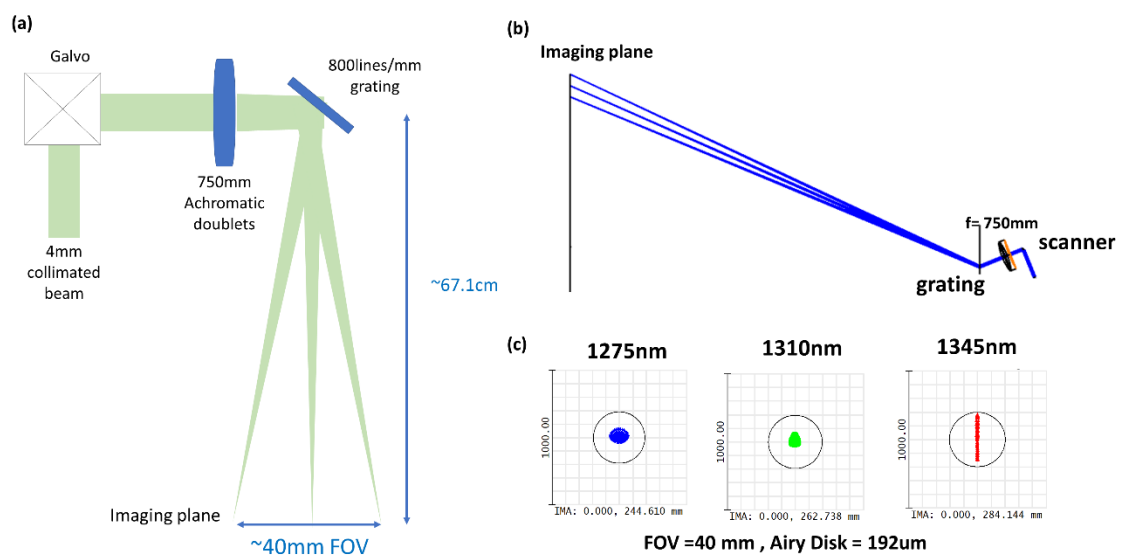 (a)
Galvo
800lines/mm
grating
750mm
Achromatic
doublets
4mm
collimated
beam
~67.1cm
Imaging plane
~40mm FOV
(b)
Imaging plane
f= 750mm
scanner
grating
(c)
1275nm
1310nm
1345nm
1000.00
1000.00
1000.00
IMA: 0.000, 244.610 mm
IMA: 0.000, 262.738 mm
IMA: 0.000, 284.144 mm
FOV =40 mm , Airy Disk = 192um